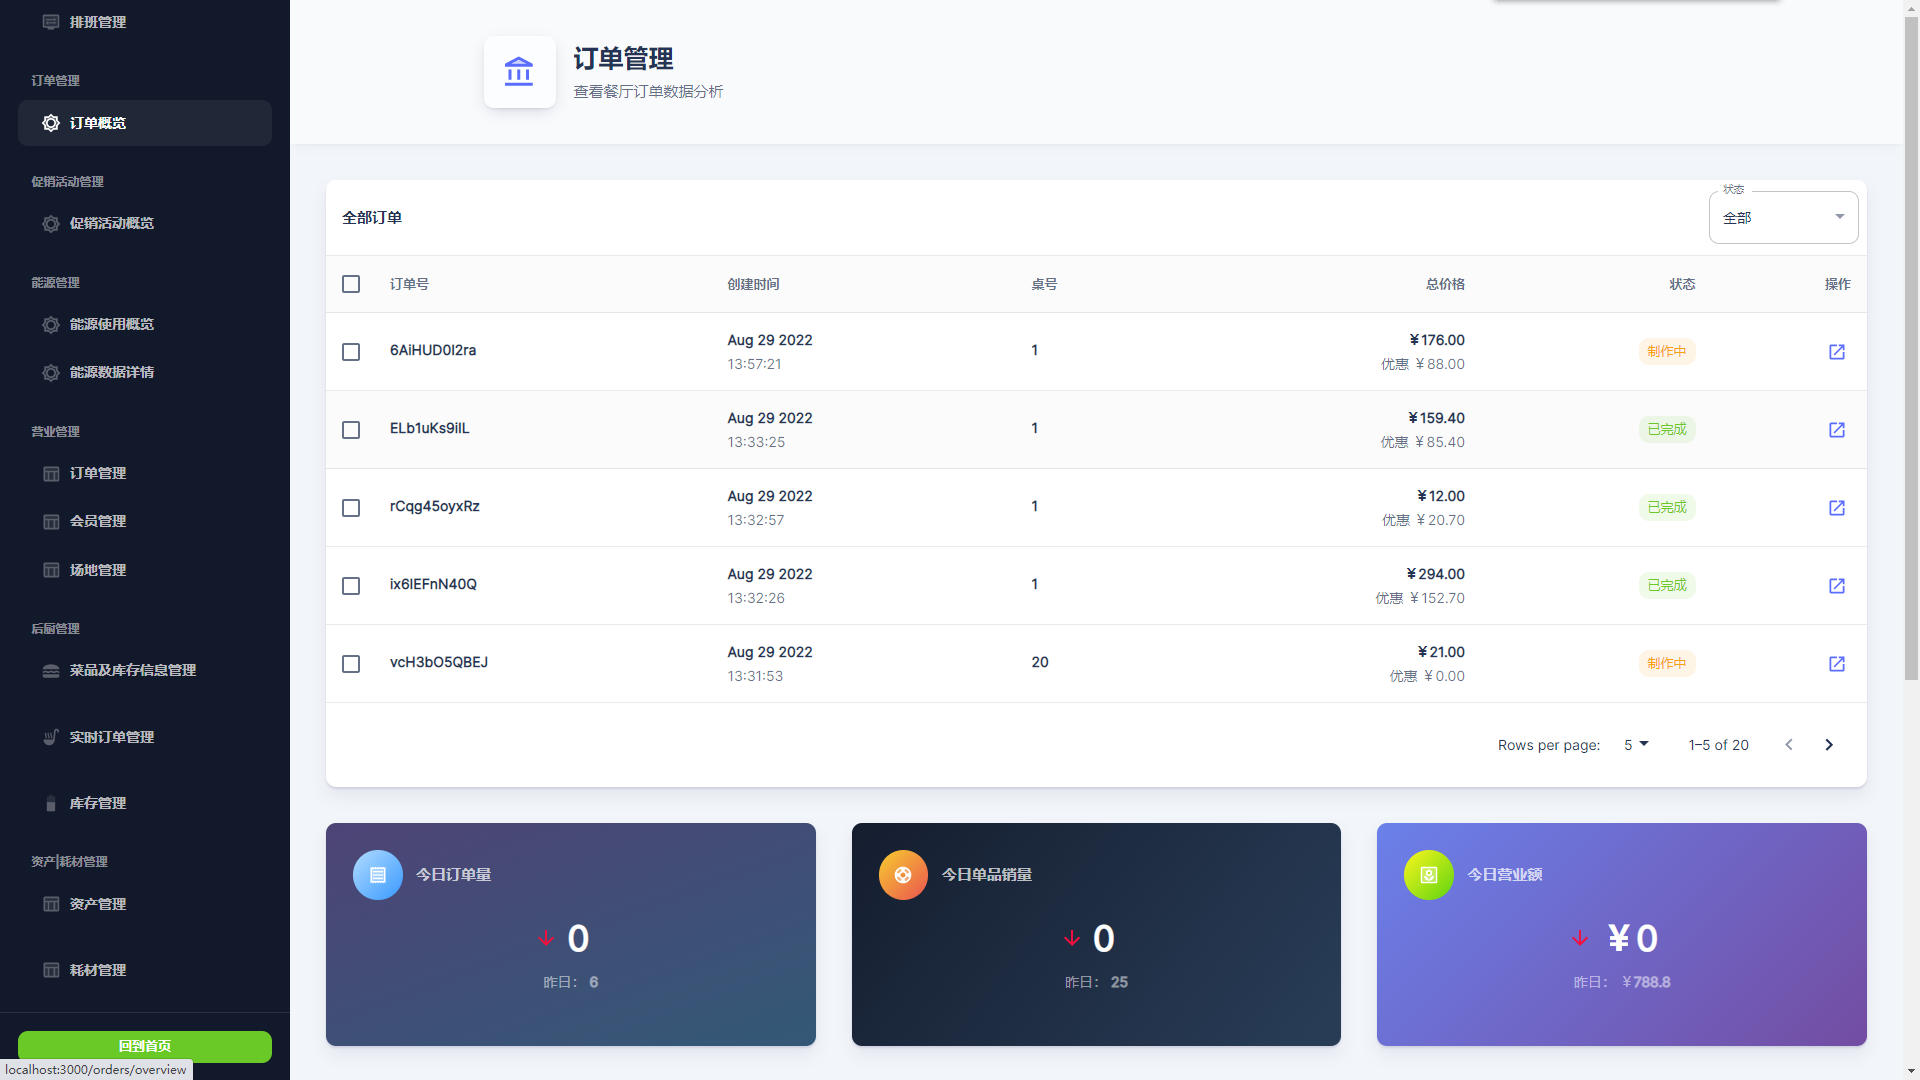 排班管理
订单管理
订单概览
促销活动管理
促销活动概览
能源管理
能源使用概览
能源数据详情
营业管理
订单管理
会员管理
场地管理
后厨管理
菜品及库存信息管理
实时订单管理
库存管理
资产|耗材管理
资产管理
耗材管理
回到首页
localhost:3000/orders/overview
订单管理
查看餐厅订单数据分析
全部订单
状态
全部
订单号 创建时间 桌号 总价格 状态 操作
6AiHUD0I2ra Aug 29 2022 13:57:21 1 ¥176.00 优惠 ¥88.00 制作中
ELb1uKs9iIL Aug 29 2022 13:33:25 1 ¥159.40 优惠 ¥85.40 已完成
rCqg45oyxRz Aug 29 2022 13:32:57 1 ¥12.00 优惠 ¥20.70 已完成
ix6IEFnN40Q Aug 29 2022 13:32:26 1 ¥294.00 优惠 ¥152.70 已完成
vcH3bO5QBEJ Aug 29 2022 13:31:53 20 ¥21.00 优惠 ¥0.00 制作中
Rows per page: 5 1–5 of 20
今日订单量
0
昨日： 6
今日单品销量
0
昨日： 25
今日营业额
¥0
昨日： ¥788.8